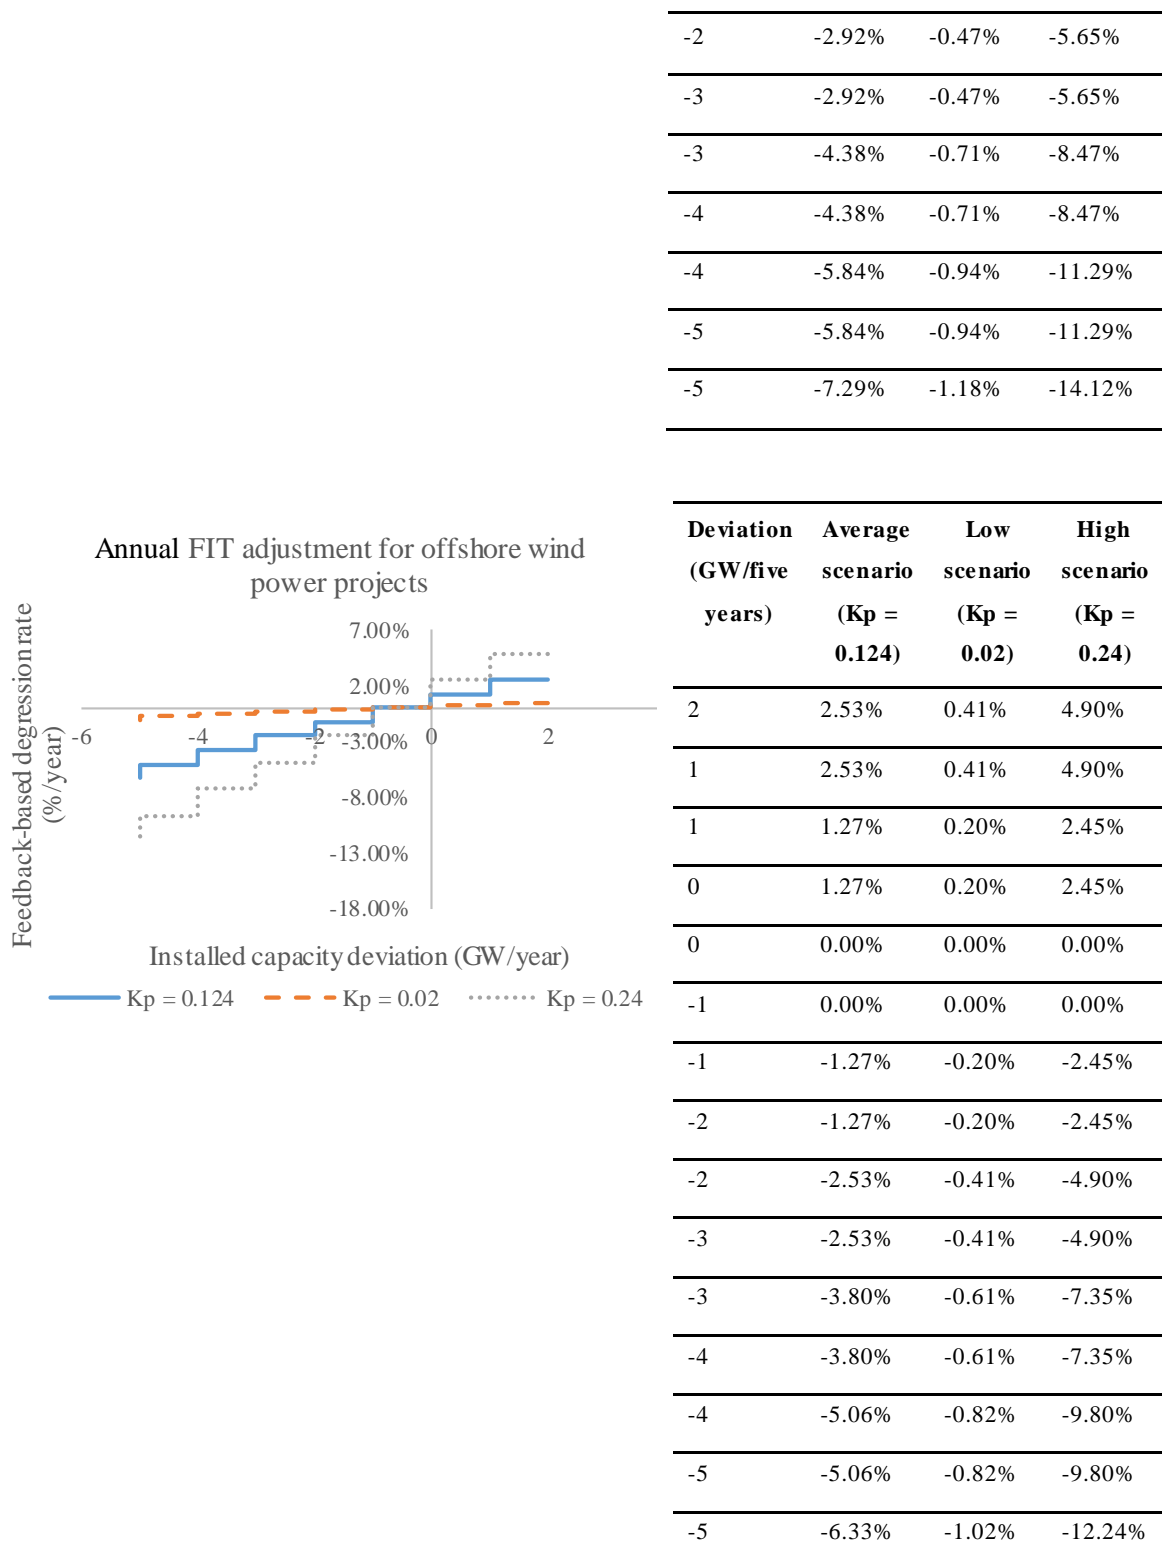 -2 -2.92% -0.47% -5.65%
-3 -2.92% -0.47% -5.65%
-3 -4.38% -0.71% -8.47%
-4 -4.38% -0.71% -8.47%
-4 -5.84% -0.94% -11.29%
-5 -5.84% -0.94% -11.29%
-5 -7.29% -1.18% -14.12%
Annual FIT adjustment for offshore wind
power projects
Feedback-based degression rate
(%/year)
7.00%
2.00%
-3.00%
-8.00%
-13.00%
-18.00%
-6 -4 -2 0 2
Installed capacity deviation (GW/year)
Kp = 0.124 Kp = 0.02 Kp = 0.24
Deviation Average Low High
(GW/five scenario scenario scenario
years) (Kp = (Kp = (Kp =
0.124) 0.02) 0.24)
2 2.53% 0.41% 4.90%
1 2.53% 0.41% 4.90%
1 1.27% 0.20% 2.45%
0 1.27% 0.20% 2.45%
0 0.00% 0.00% 0.00%
-1 0.00% 0.00% 0.00%
-1 -1.27% -0.20% -2.45%
-2 -1.27% -0.20% -2.45%
-2 -2.53% -0.41% -4.90%
-3 -2.53% -0.41% -4.90%
-3 -3.80% -0.61% -7.35%
-4 -3.80% -0.61% -7.35%
-4 -5.06% -0.82% -9.80%
-5 -5.06% -0.82% -9.80%
-5 -6.33% -1.02% -12.24%